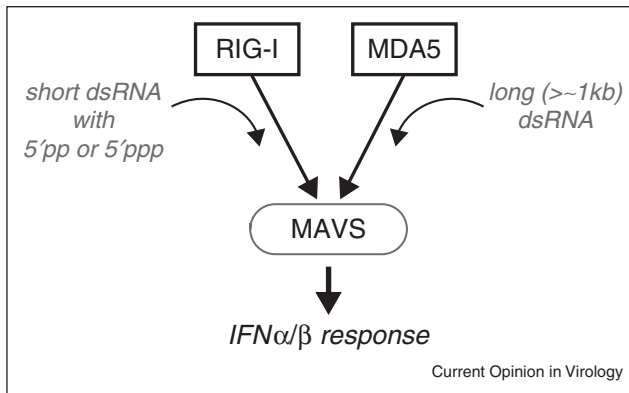 RIG-I
MDA5
short dsRNA
with
5′pp or 5′ppp
long (>~1kb)
dsRNA
MAVS
IFNα/β response
Current Opinion in Virology